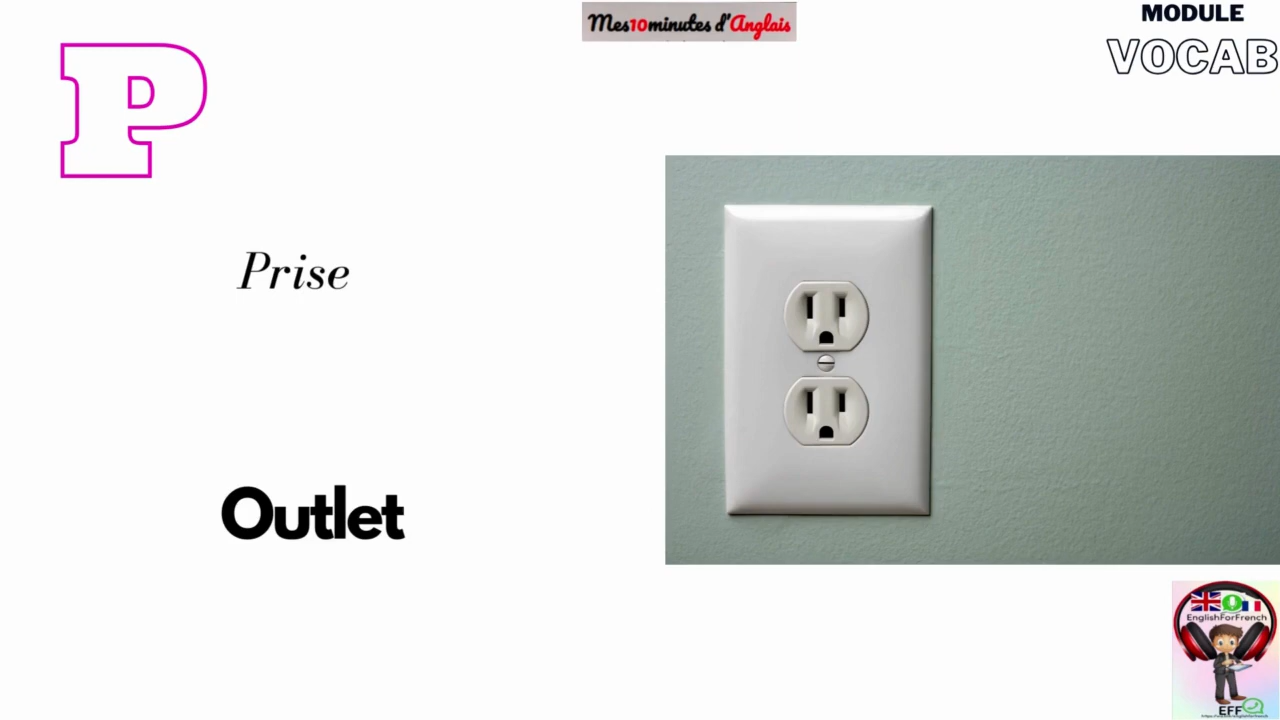 Mes10minutes d'Anglais
MODULE
VOCAB
P
Prise
Outlet
EnglishForFrench
EFF